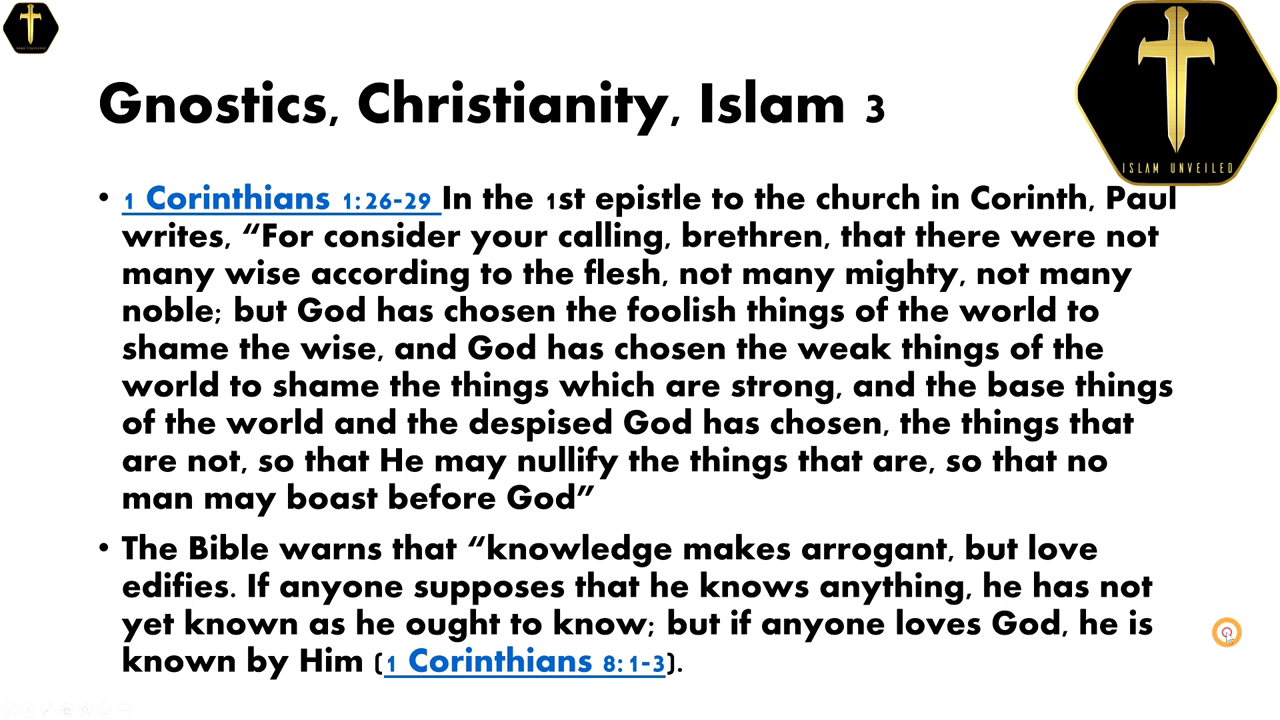 Gnostics, Christianity, Islam 3
ISLAM UNVEILED
• 1 Corinthians 1:26-29 In the 1st epistle to the church in Corinth, Paul
writes, “For consider your calling, brethren, that there were not
many wise according to the flesh, not many mighty, not many
noble; but God has chosen the foolish things of the world to
shame the wise, and God has chosen the weak things of the
world to shame the things which are strong, and the base things
of the world and the despised God has chosen, the things that
are not, so that He may nullify the things that are, so that no
man may boast before God”
• The Bible warns that “knowledge makes arrogant, but love
edifies. If anyone supposes that he knows anything, he has not
yet known as he ought to know; but if anyone loves God, he is
known by Him (1 Corinthians 8:1-3).